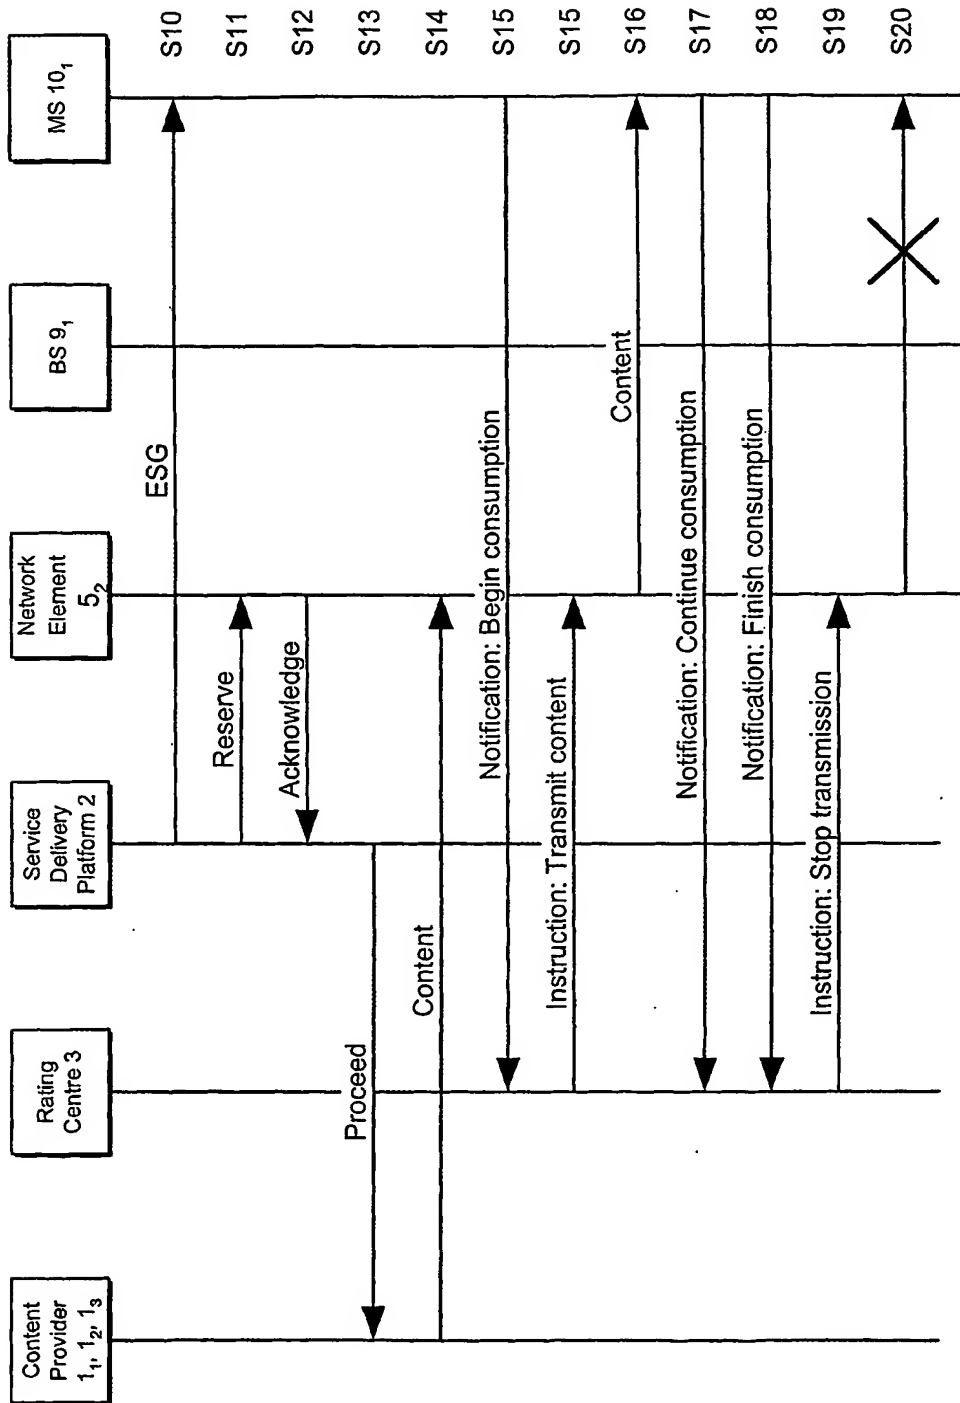 Content
Provider
1₁, 1₂, 1₃
Rating
Centre 3
Service
Delivery
Platform 2
Network
Element
5₂
BS 9₁
MS 10₁
ESG
S10
Reserve
S11
Acknowledge
S12
Proceed
S13
Content
S14
Notification: Begin consumption
S15
Instruction: Transmit content
S15
Content
S16
Notification: Continue consumption
S17
Notification: Finish consumption
S18
Instruction: Stop transmission
S19
S20